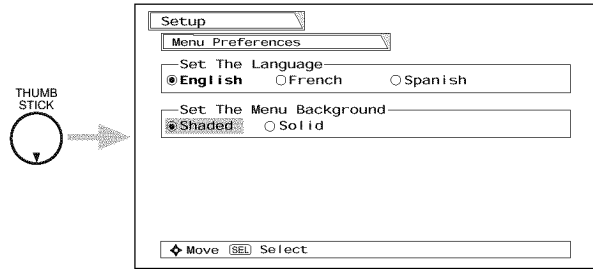 Setup
Menu Preferences
Set The Language
English French Spanish
THUMB
STICK
Set The Menu Background
Shaded Solid
Move SEL Select